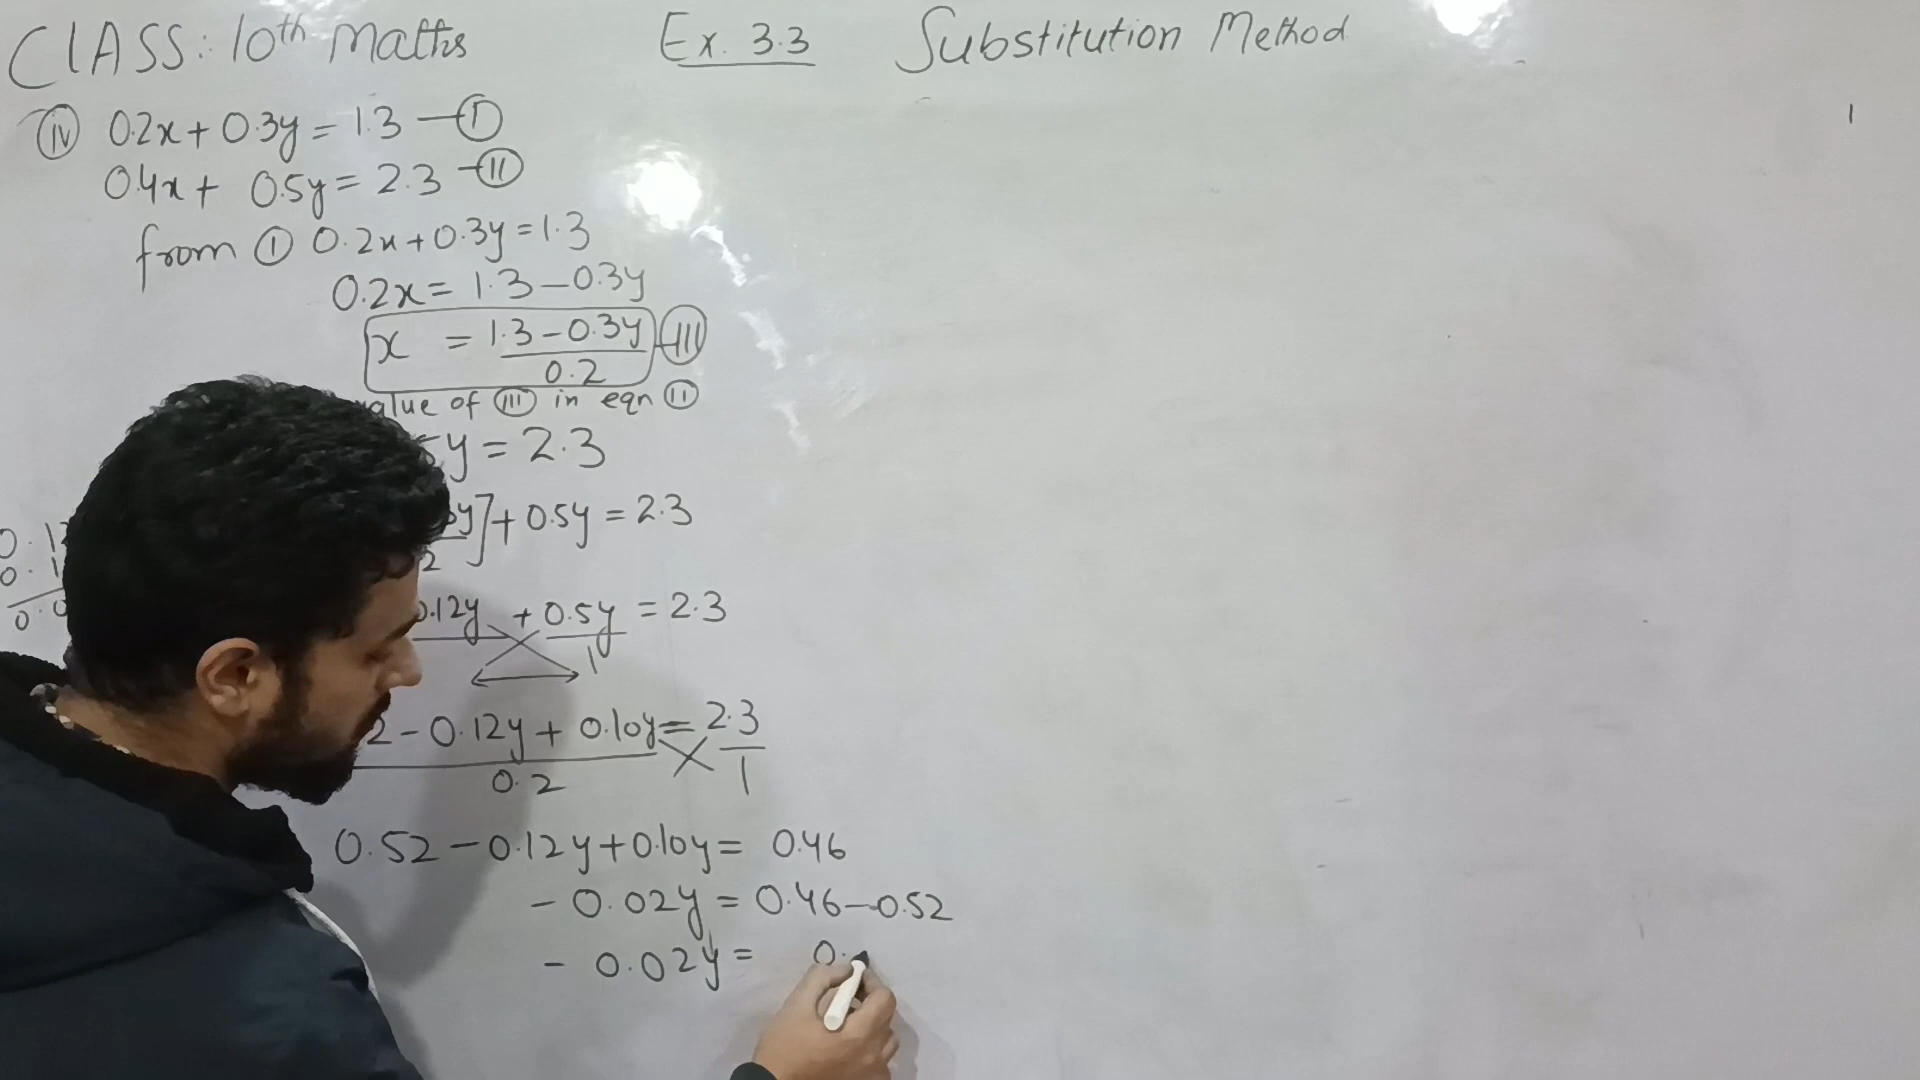 CLASS: 10th Maths Ex. 3.3 Substitution Method
(iv) 0.2x + 0.3y = 1.3 — (I)
0.4x + 0.5y = 2.3 — (II)
from (I) 0.2x + 0.3y = 1.3
0.2x = 1.3 – 0.3y
x = (1.3 – 0.3y)/0.2 — (III)
value of (III) in eqn (II)
5y = 2.3
y] + 0.5y = 2.3
2
0.12y + 0.5y/1 = 2.3
2 – 0.12y + 0.10y / 0.2 = 2.3/1
0.52 – 0.12y + 0.10y = 0.46
– 0.02y = 0.46 – 0.52
– 0.02y = 0.